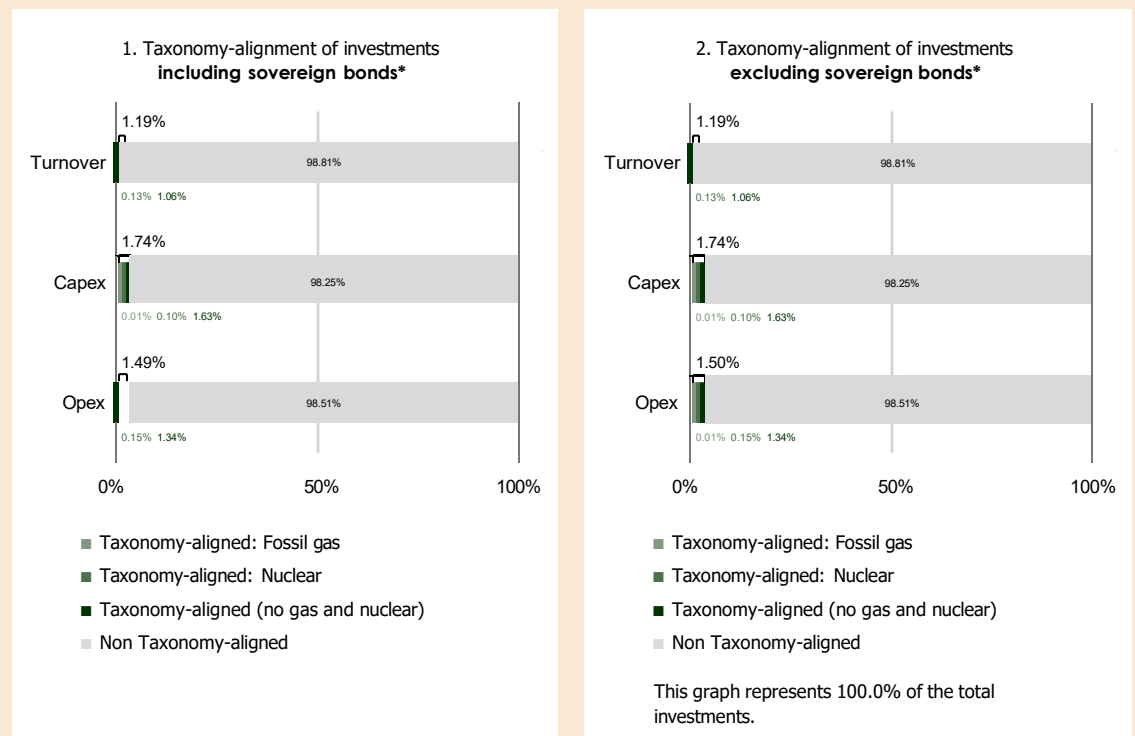 1. Taxonomy-alignment of investments
including sovereign bonds*
1.19%
Turnover
98.81%
0.13% 1.06%
1.74%
Capex
98.25%
0.01% 0.10% 1.63%
1.49%
Opex
98.51%
0.15% 1.34%
0%
50%
100%
Taxonomy-aligned: Fossil gas
Taxonomy-aligned: Nuclear
Taxonomy-aligned (no gas and nuclear)
Non Taxonomy-aligned
2. Taxonomy-alignment of investments
excluding sovereign bonds*
1.19%
Turnover
98.81%
0.13% 1.06%
1.74%
Capex
98.25%
0.01% 0.10% 1.63%
1.50%
Opex
98.51%
0.01% 0.15% 1.34%
0%
50%
100%
Taxonomy-aligned: Fossil gas
Taxonomy-aligned: Nuclear
Taxonomy-aligned (no gas and nuclear)
Non Taxonomy-aligned
This graph represents 100.0% of the total
investments.